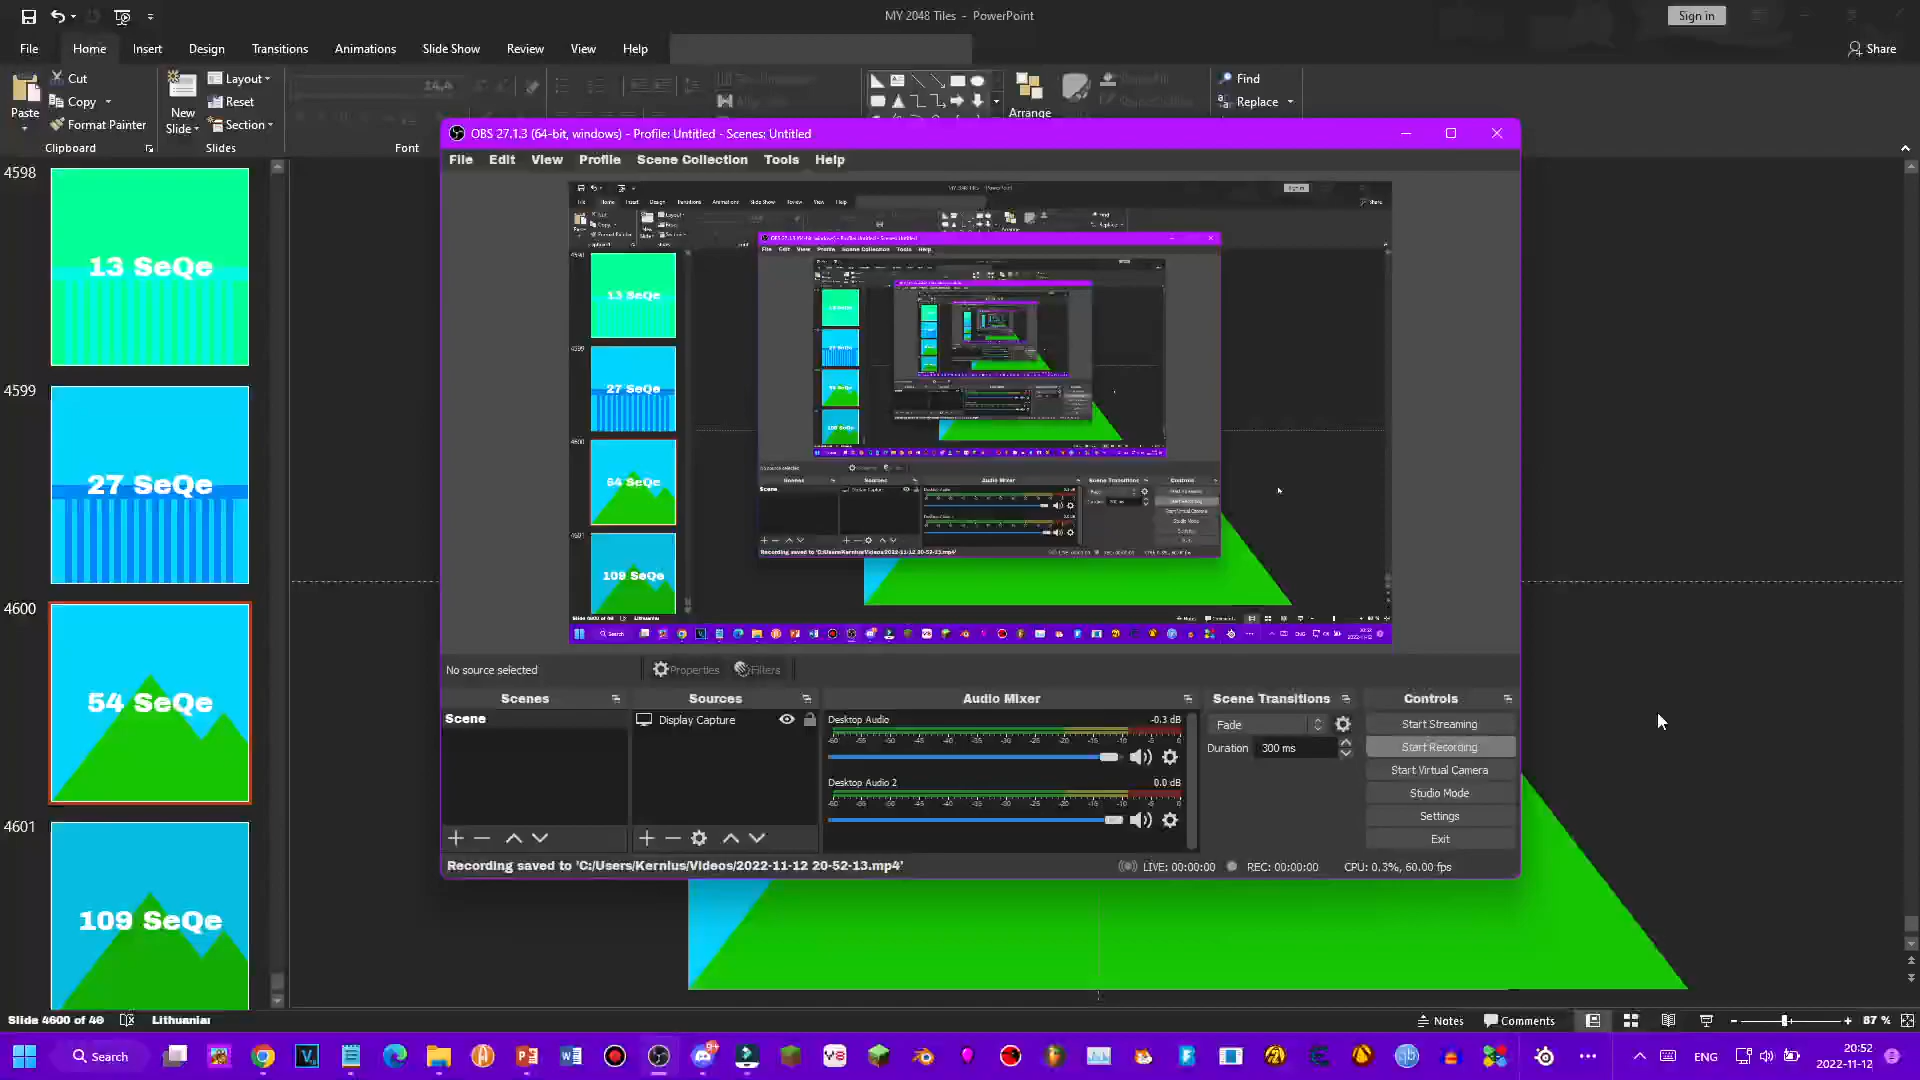 MY 2048 Tiles - PowerPoint
Sign in
File Home Insert Design Transitions Animations Slide Show Review View Help
Share
Cut
Copy
Format Painter
Paste
Clipboard
New Slide
Layout
Reset
Section
Slides
Font
Arrange
Find
Replace
4598
13 SeQe
4599
27 SeQe
4600
54 SeQe
4601
109 SeQe
OBS 27.1.3 (64-bit, windows) - Profile: Untitled - Scenes: Untitled
File Edit View Profile Scene Collection Tools Help
13 SeQe
27 SeQe
109 SeQe
No source selected
Properties
Filters
Scenes
Sources
Audio Mixer
Scene Transitions
Controls
Scene
Display Capture
Desktop Audio
-0.3 dB
Desktop Audio 2
0.0 dB
Fade
Duration 300 ms
Start Streaming
Start Recording
Start Virtual Camera
Studio Mode
Settings
Exit
Recording saved to 'C:/Users/Kernius/Videos/2022-11-12 20-52-13.mp4'
LIVE: 00:00:00
REC: 00:00:00
CPU: 0.3%, 60.00 fps
Slide 4600 of 46
Lithuanian
Notes
Comments
87 %
Search
ENG
20:52
2022-11-12